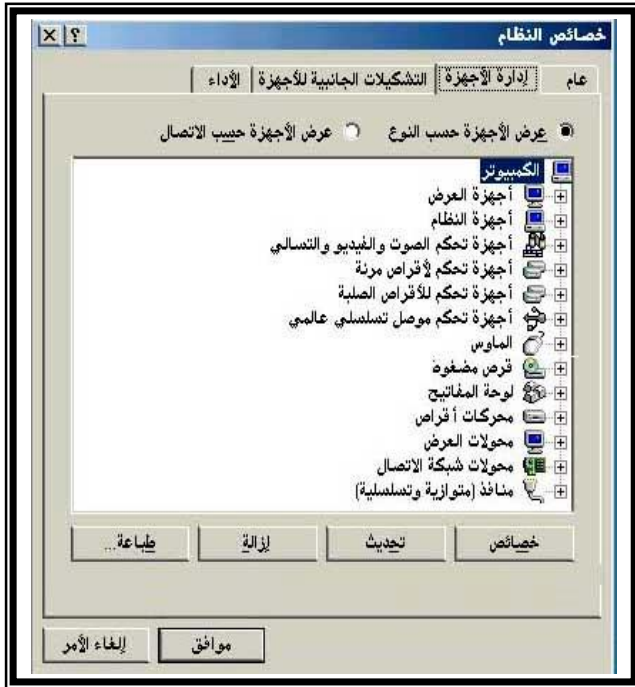 خصائص النظام
عام إدارة الأجهزة التشكيلات الجانبية للأجهزة الأداء
عرض الأجهزة حسب النوع عرض الأجهزة حسب الاتصال
الكمبيوتر
أجهزة العرض
أجهزة النظام
أجهزة تحكم الصوت والفيديو والتسالي
أجهزة تحكم لأقراص مرنة
أجهزة تحكم للأقراص الصلبة
أجهزة تحكم موصل تسلسلي عالمي
الماوس
قرص مضغوط
لوحة المفاتيح
محركات أقراص
محولات العرض
محولات شبكة الاتصال
منافذ (متوازية وتسلسلية)
خصائص تحديث إزالة طباعة...
موافق إلغاء الأمر